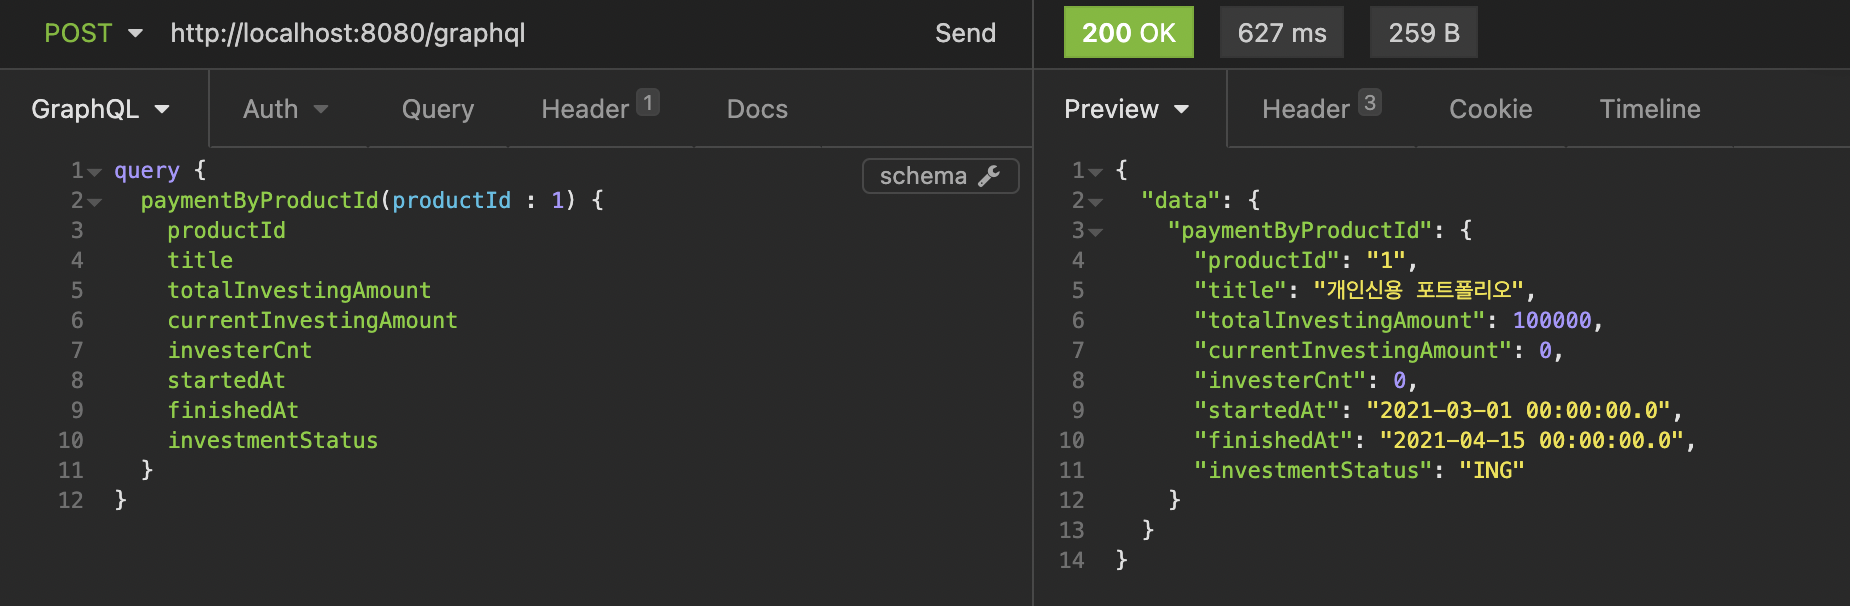 POST http://localhost:8080/graphql Send
GraphQL Auth Query Header 1 Docs
schema
1 query {
2 paymentByProductId(productId : 1) {
3 productId
4 title
5 totalInvestingAmount
6 currentInvestingAmount
7 investerCnt
8 startedAt
9 finishedAt
10 investmentStatus
11 }
12 }
200 OK 627 ms 259 B
Preview Header 3 Cookie Timeline
1 {
2 "data": {
3 "paymentByProductId": {
4 "productId": "1",
5 "title": "개인신용 포트폴리오",
6 "totalInvestingAmount": 100000,
7 "currentInvestingAmount": 0,
8 "investerCnt": 0,
9 "startedAt": "2021-03-01 00:00:00.0",
10 "finishedAt": "2021-04-15 00:00:00.0",
11 "investmentStatus": "ING"
12 }
13 }
14 }